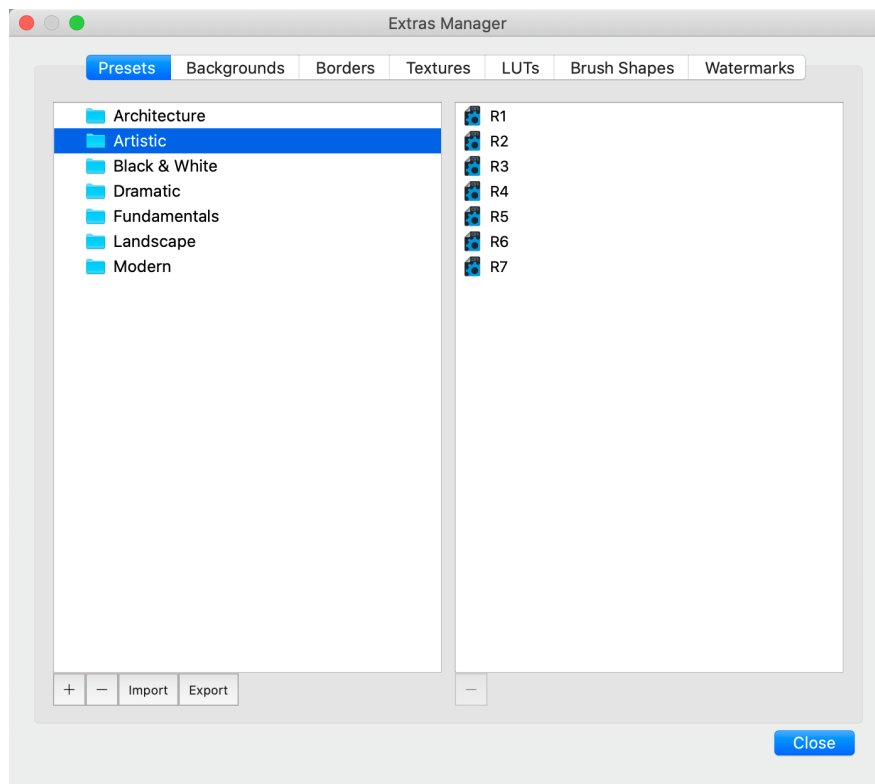 Extras Manager
Presets Backgrounds Borders Textures LUTs Brush Shapes Watermarks
Architecture
Artistic
Black & White
Dramatic
Fundamentals
Landscape
Modern
R1
R2
R3
R4
R5
R6
R7
+ − Import Export
−
Close